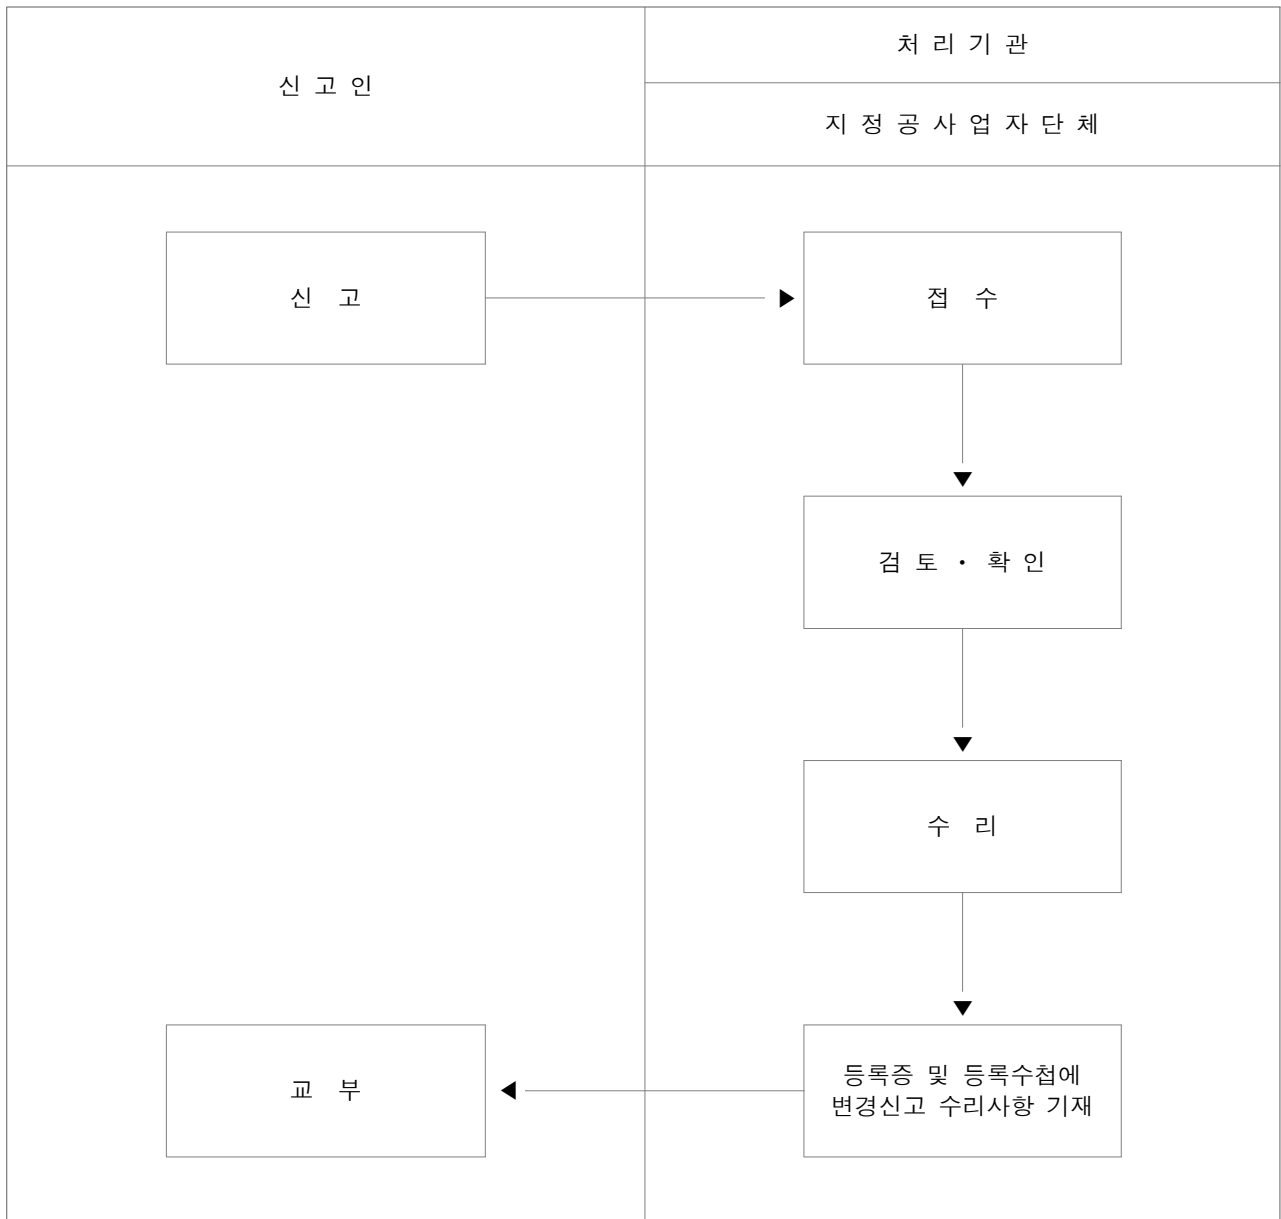 신 고 인
처 리 기 관
지 정 공 사 업 자 단 체
신 고
접 수
검 토 · 확 인
수 리
교 부
등록증 및 등록수첩에
변경신고 수리사항 기재